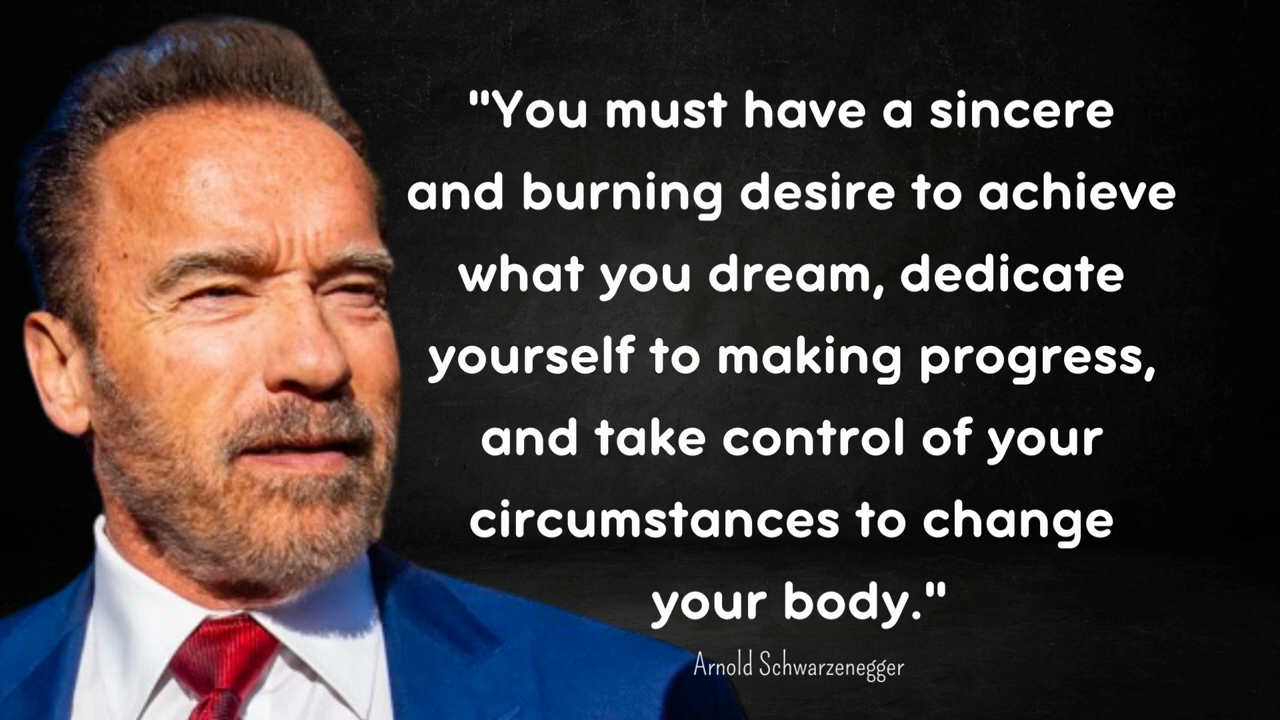 "You must have a sincere
and burning desire to achieve
what you dream, dedicate
yourself to making progress,
and take control of your
circumstances to change
your body."
Arnold Schwarzenegger